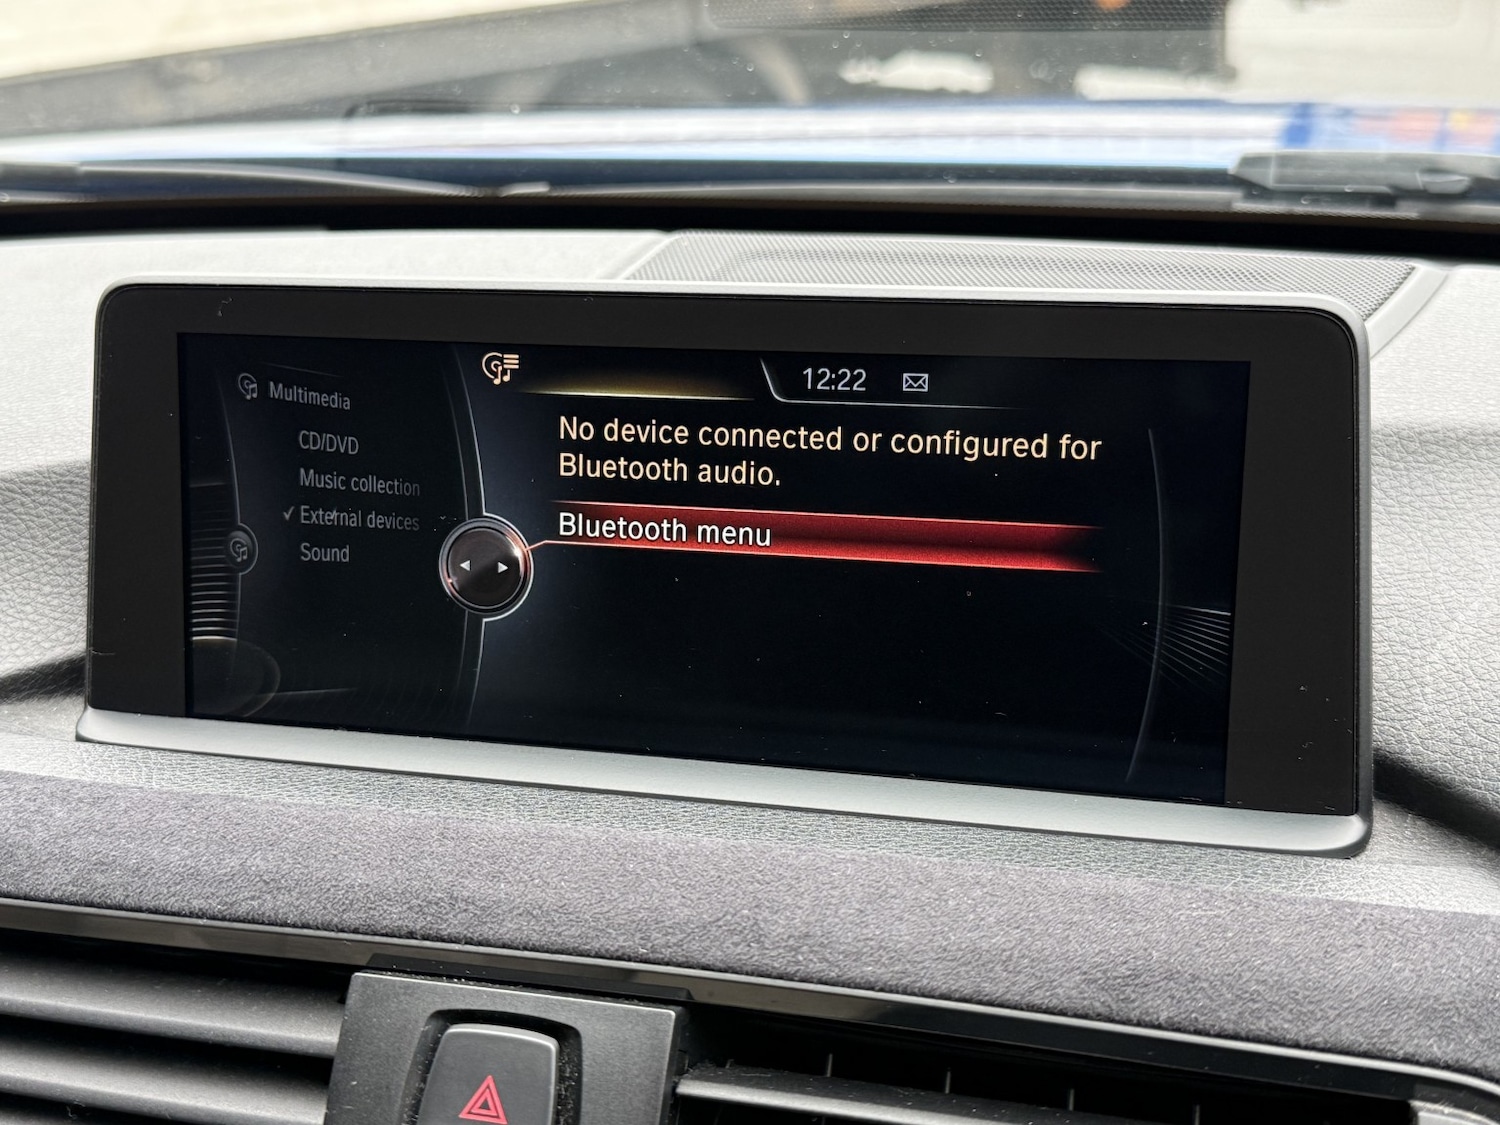 Multimedia
CD/DVD
Music collection
✓ External devices
Sound
12:22
No device connected or configured for
Bluetooth audio.
Bluetooth menu